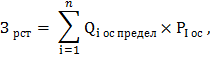 З рст = ∑ⁿᵢ₌₁ Qi ос предел × PI ос ,